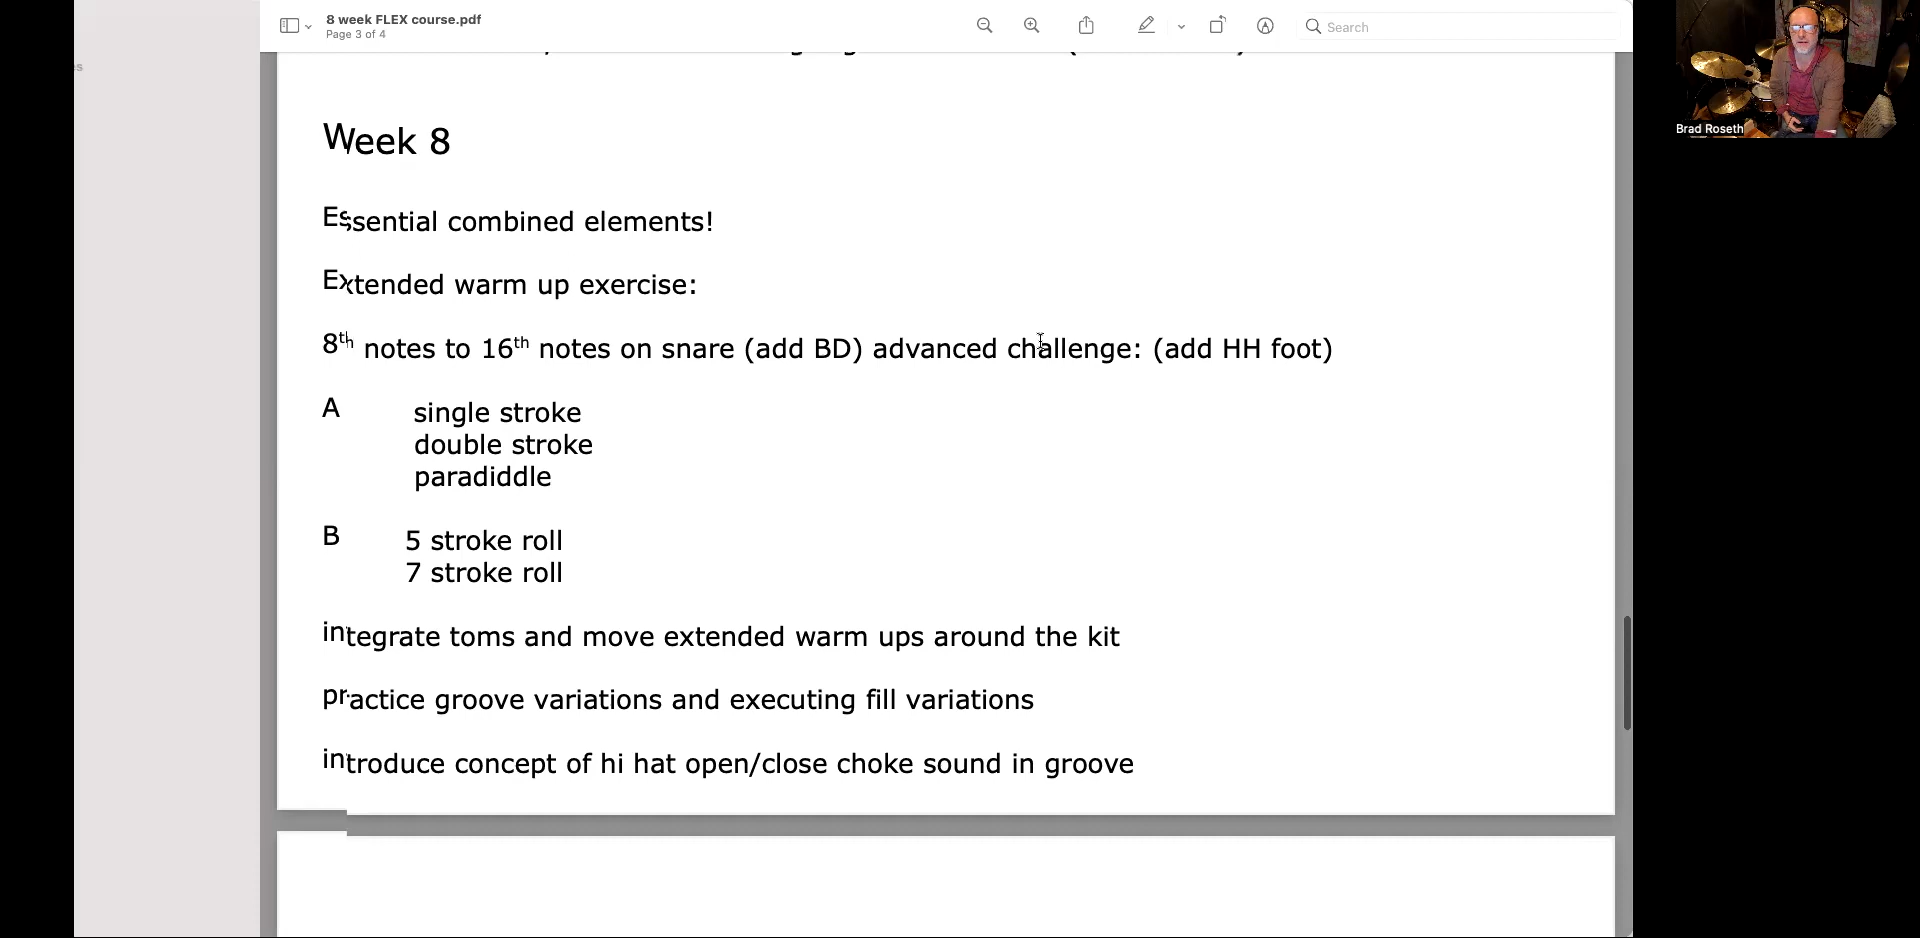 8 week FLEX course.pdf
Page 3 of 4
Search
Brad Roseth
Week 8
Essential combined elements!
Extended warm up exercise:
8th notes to 16th notes on snare (add BD) advanced challenge: (add HH foot)
A single stroke
double stroke
paradiddle
B 5 stroke roll
7 stroke roll
integrate toms and move extended warm ups around the kit
practice groove variations and executing fill variations
introduce concept of hi hat open/close choke sound in groove